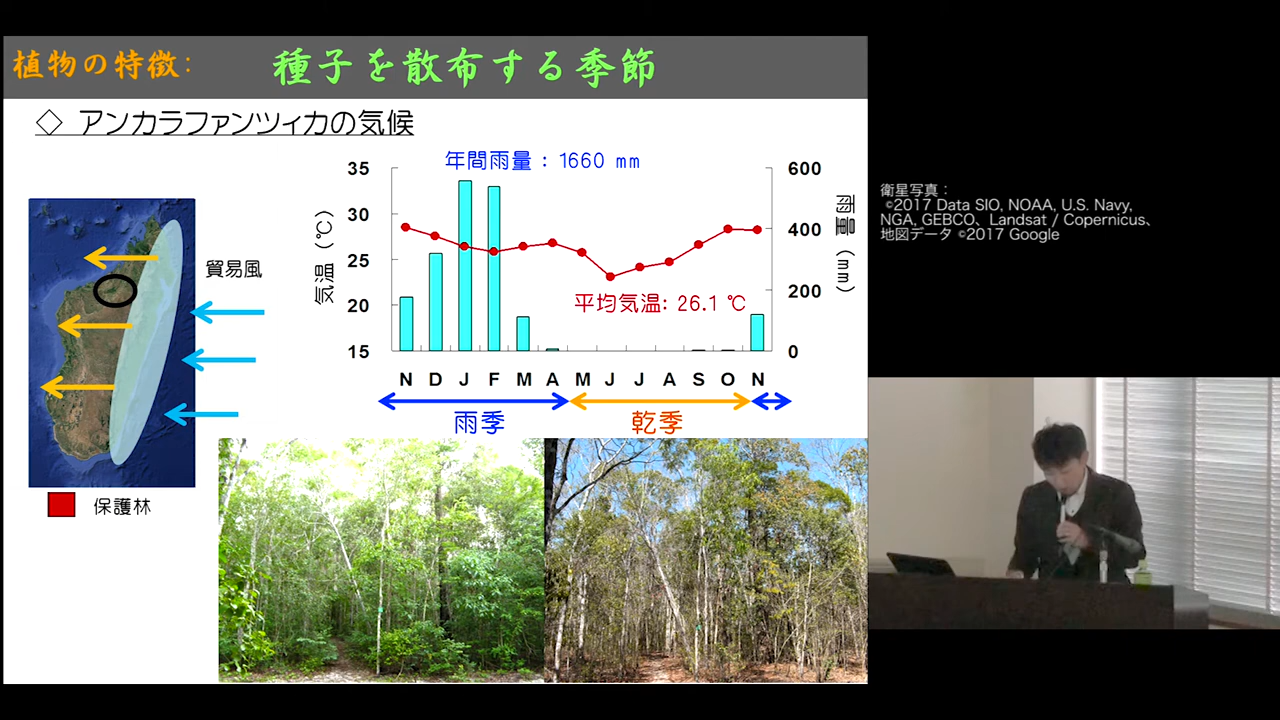 植物の特徴:
種子を散布する季節
◇ アンカラファンツィカの気候
貿易風
保護林
年間雨量 : 1660 mm
気温 (℃)
35
30
25
20
15
雨量 (mm)
600
400
200
0
平均気温: 26.1 ℃
N D J F M A M J J A S O N
雨季
乾季
衛星写真 :
©2017 Data SIO, NOAA, U.S. Navy,
NGA, GEBCO、Landsat / Copernicus、
地図データ ©2017 Google